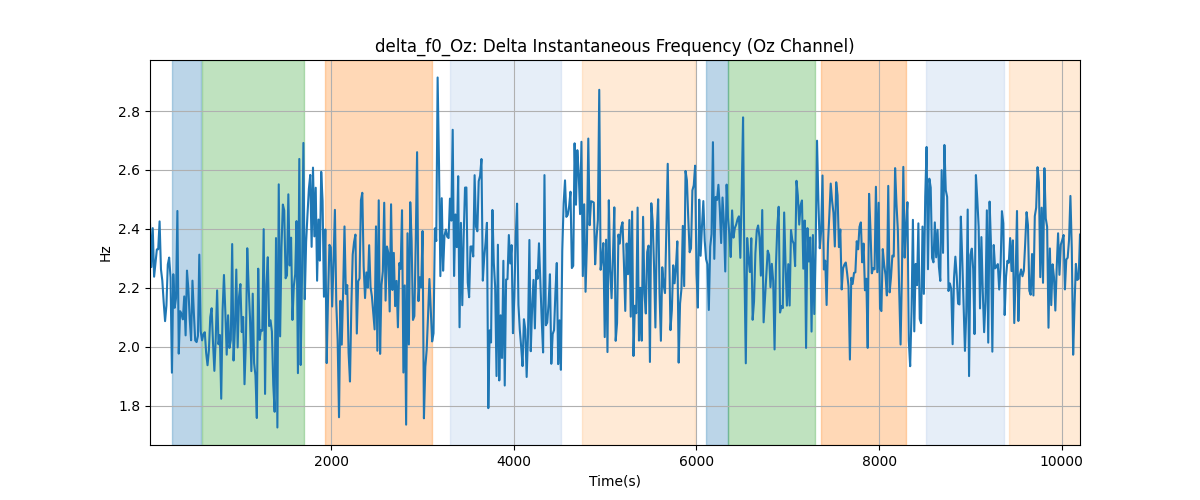 delta_f0_Oz: Delta Instantaneous Frequency (Oz Channel)
2.8
2.6
2.4
2.2
2.0
1.8
Hz
2000 4000 6000 8000 10000
Time(s)